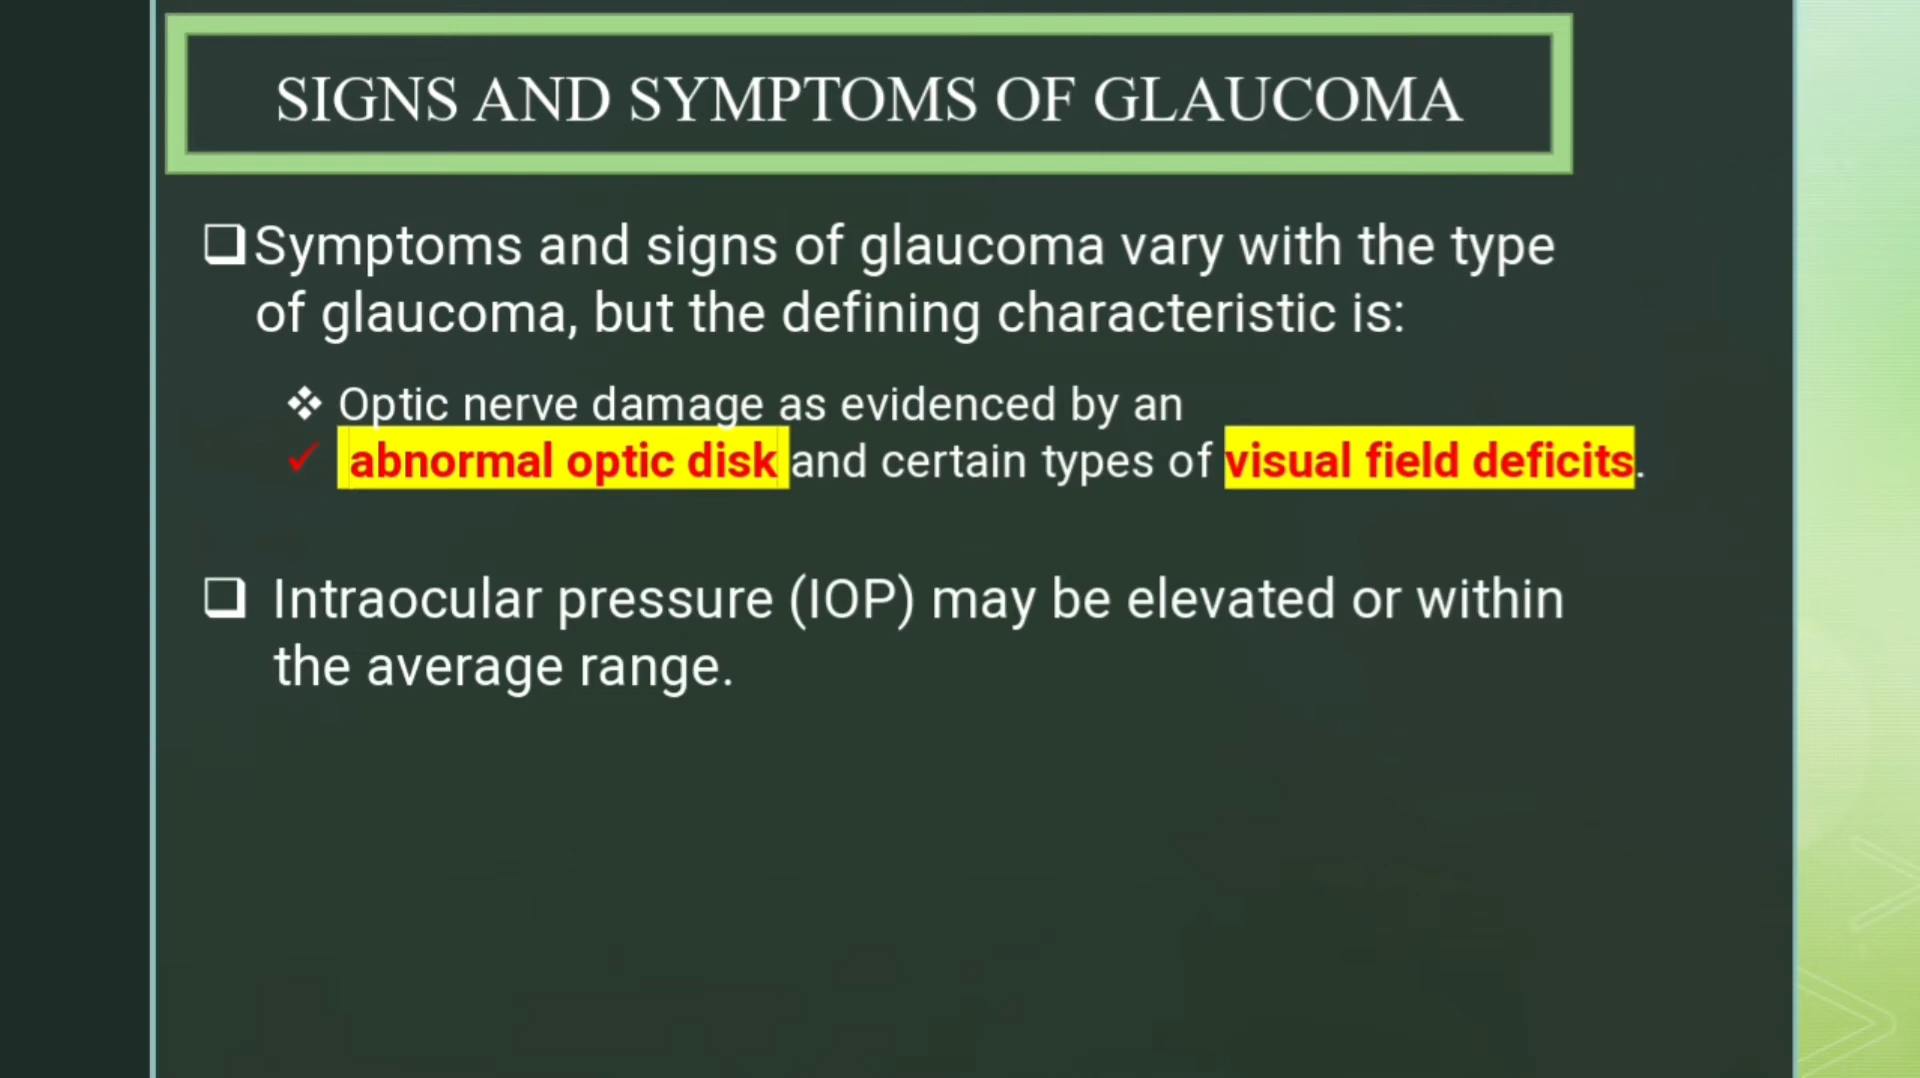 SIGNS AND SYMPTOMS OF GLAUCOMA
❑Symptoms and signs of glaucoma vary with the type
of glaucoma, but the defining characteristic is:
❖ Optic nerve damage as evidenced by an
✓ abnormal optic disk and certain types of visual field deficits.
❑ Intraocular pressure (IOP) may be elevated or within
the average range.